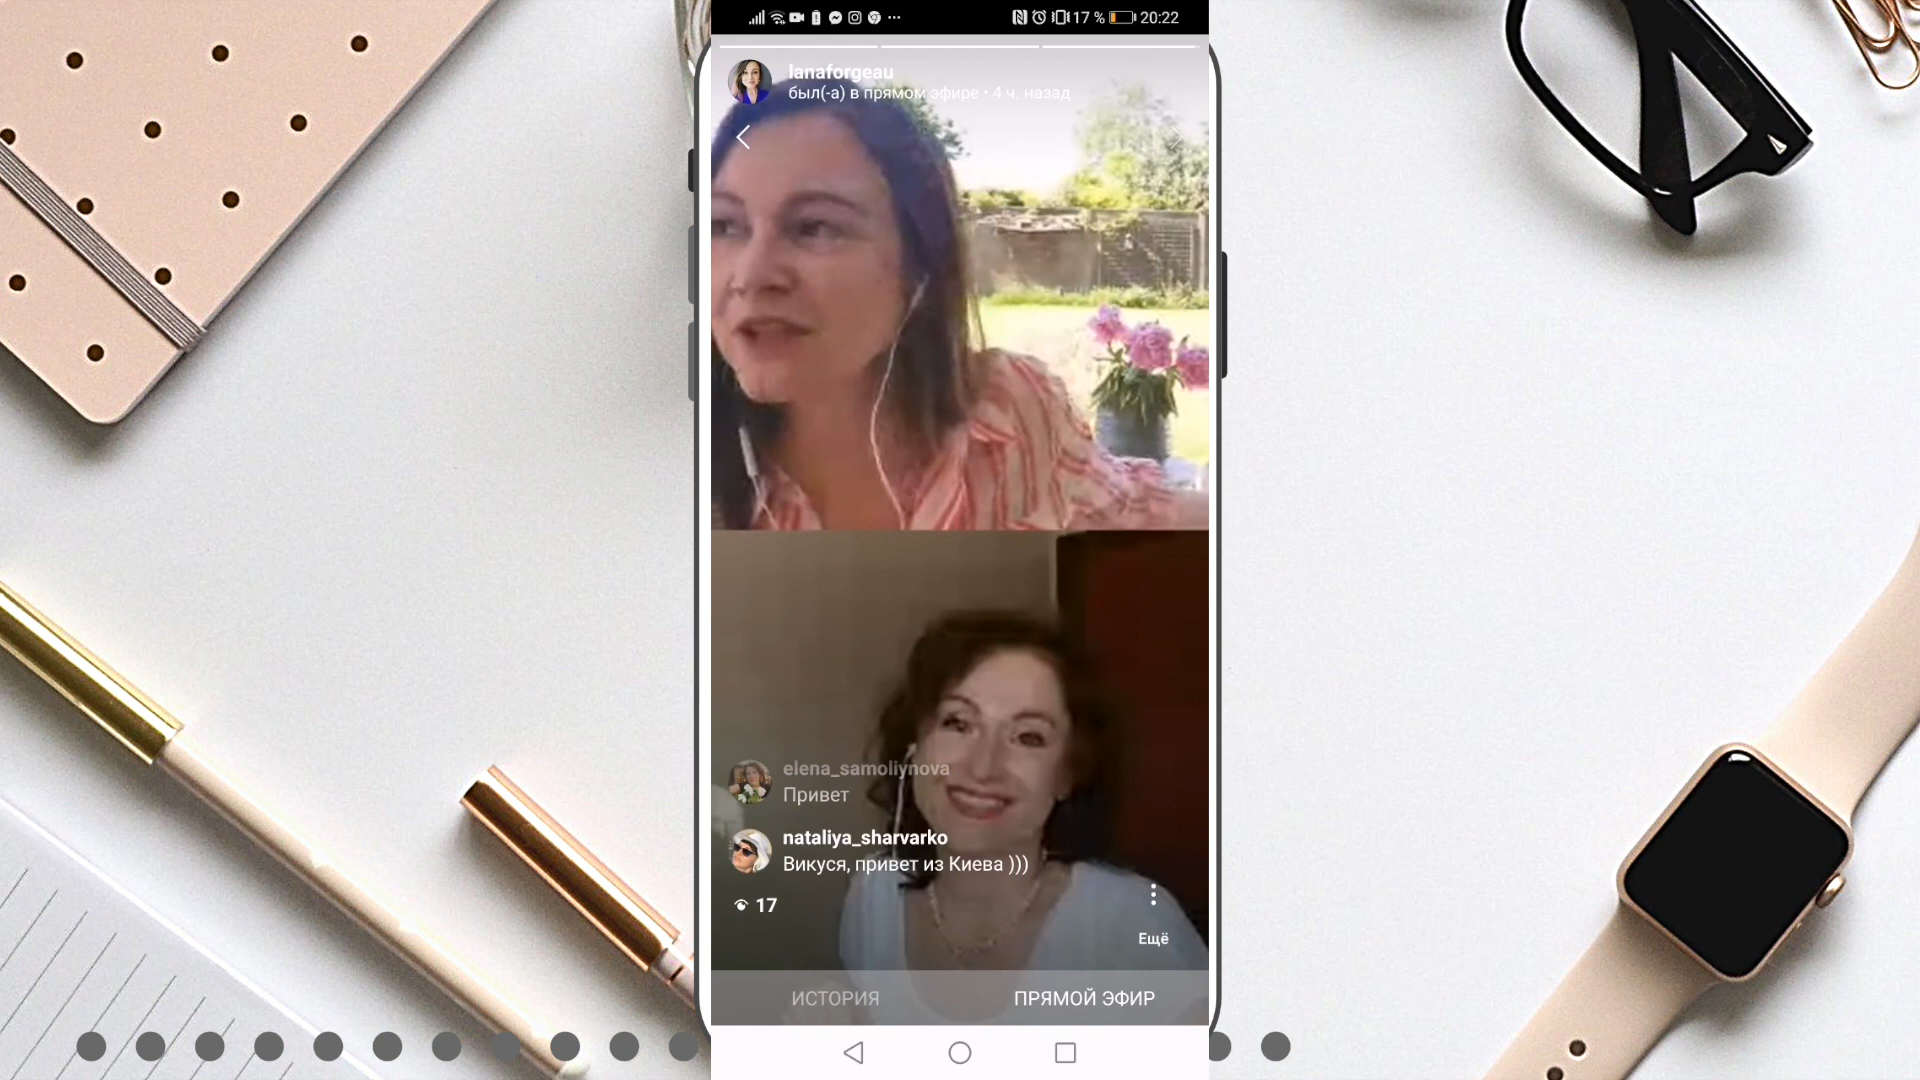 17 %
20:22
lanaforgeau
был(-а) в прямом эфире • 4 ч. назад
elena_samoliynova
Привет
nataliya_sharvarko
Викуся, привет из Киева )))
17
Ещё
ИСТОРИЯ
ПРЯМОЙ ЭФИР